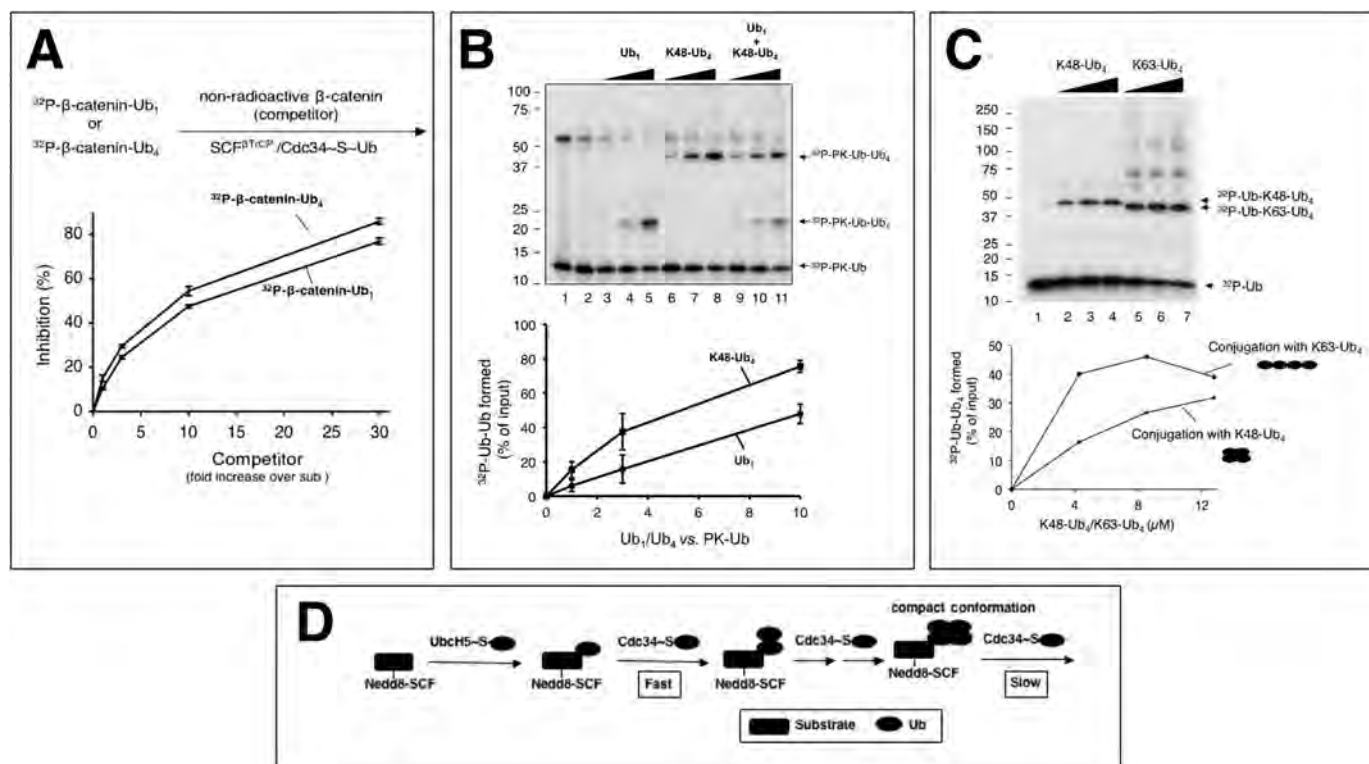 A
³²P-β-catenin-Ub₁
or
³²P-β-catenin-Ub₄
non-radioactive β-catenin
(competitor)
SCFβTrCP/Cdc34~S~Ub
³²P-β-catenin-Ub₄
³²P-β-catenin-Ub₁
Inhibition (%)
80
60
40
20
0
0 5 10 15 20 25 30
Competitor
(fold increase over sub )
B
Ub₁
K48-Ub₄
Ub₁
+
K48-Ub₄
100
75
50
37
25
20
15
10
³²P-PK-Ub-Ub₄
³²P-PK-Ub-Ub₄
³²P-PK-Ub
1 2 3 4 5 6 7 8 9 10 11
³²P-Ub-Ub formed
(% of input)
100
80
60
40
20
0
K48-Ub₄
Ub₁
0 2 4 6 8 10
Ub₁/Ub₄ vs. PK-Ub
C
K48-Ub₄ K63-Ub₄
250
150
100
75
50
37
25
20
15
10
³²P-Ub-K48-Ub₄
³²P-Ub-K63-Ub₄
³²P-Ub
1 2 3 4 5 6 7
³²P-Ub-Ub₄ formed
(% of input)
50
40
30
20
10
0
Conjugation with K63-Ub₄
Conjugation with K48-Ub₄
0 4 8 12
K48-Ub₄/K63-Ub₄ (μM)
D
compact conformation
UbcH5~S Cdc34~S Cdc34~S Cdc34~S
Fast Slow
Nedd8-SCF Nedd8-SCF Nedd8-SCF Nedd8-SCF
Substrate Ub